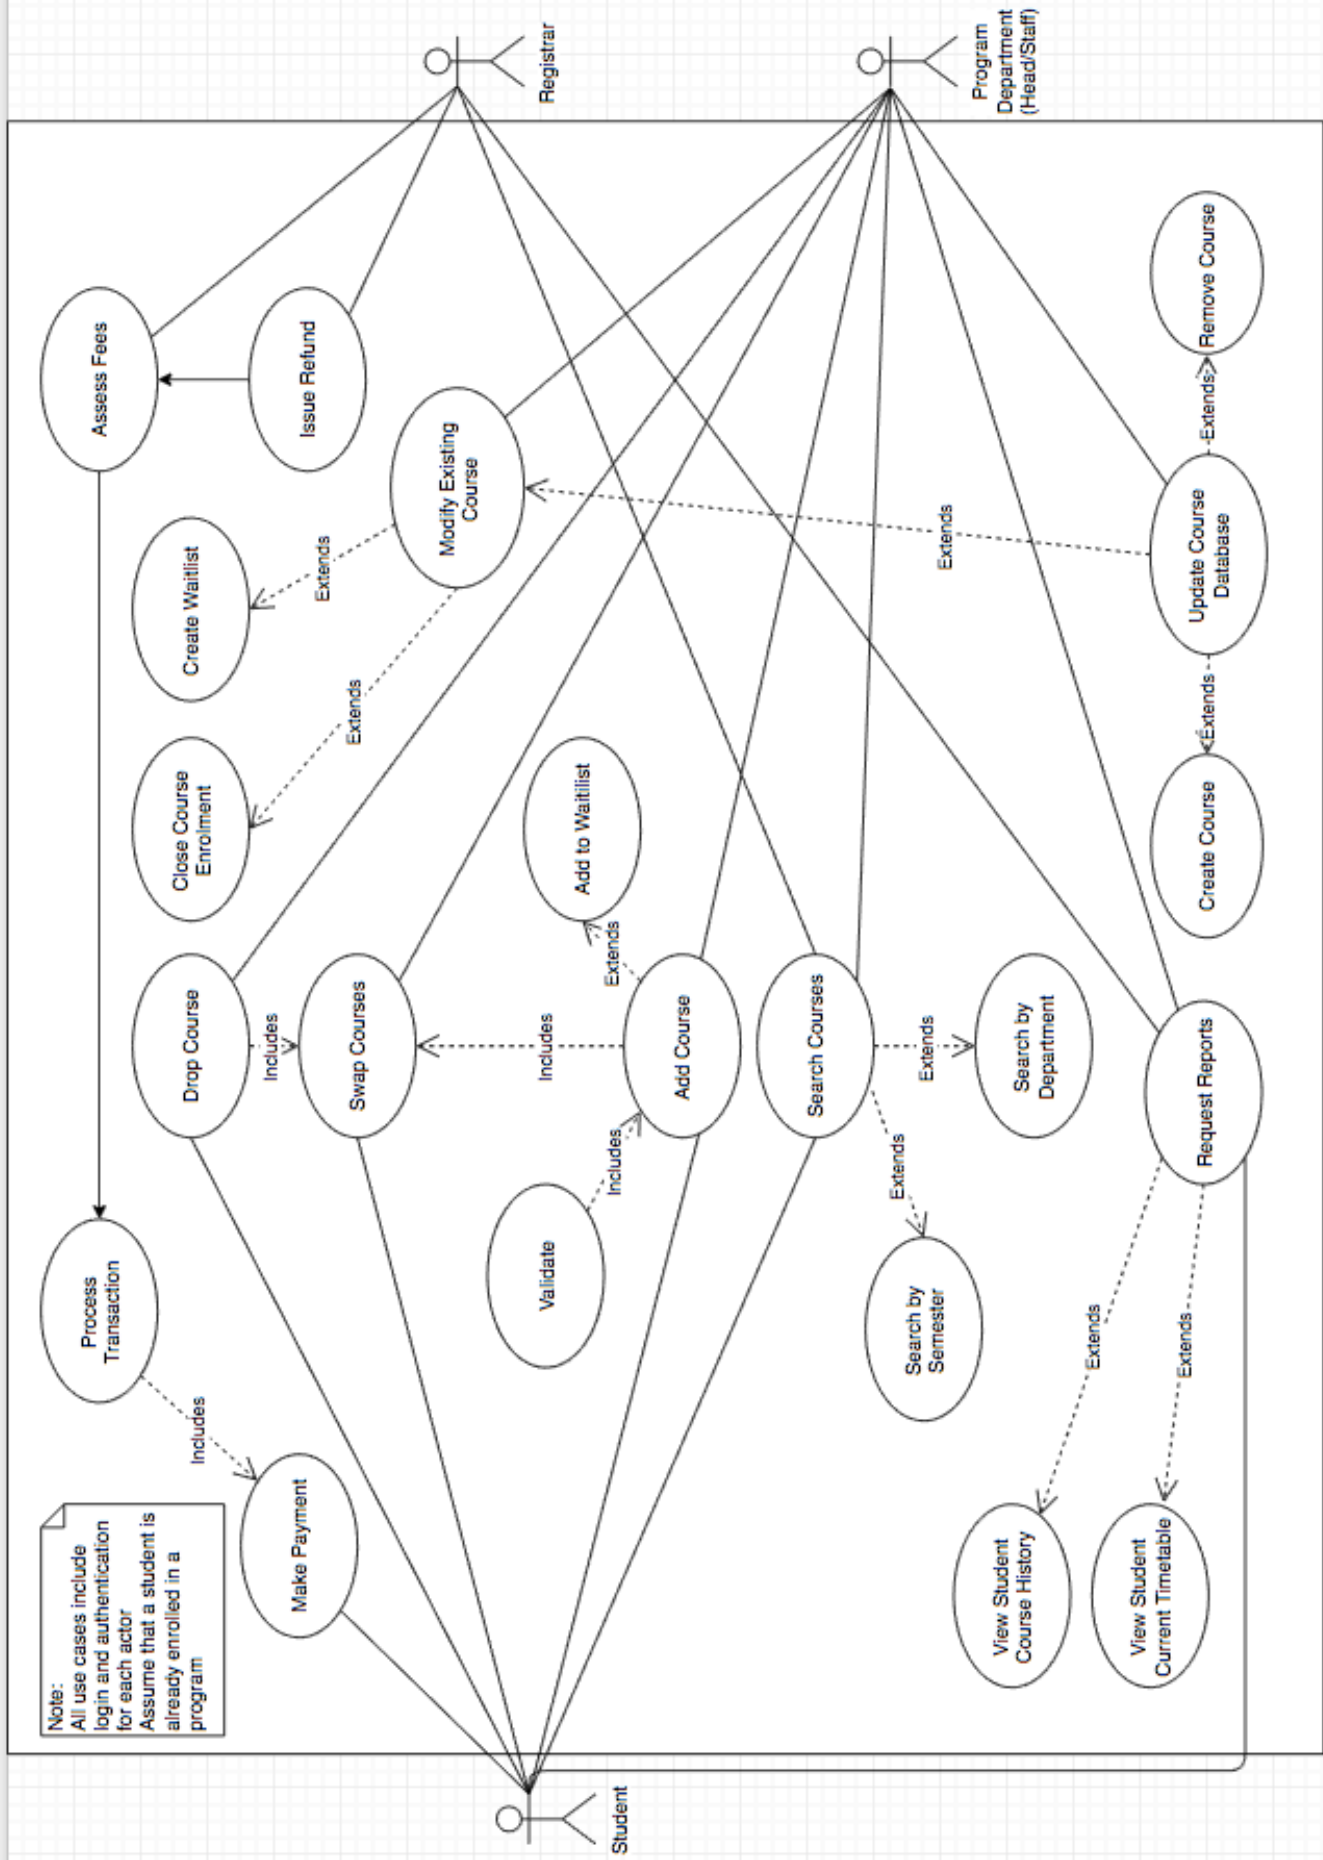 Note:
All use cases include
login and authentication
for each actor
Assume that a student is
already enrolled in a
program
Process
Transaction
Assess Fees
Includes
Make Payment
Issue Refund
Drop Course
Close Course
Enrolment
Create Waitlist
Extends
Extends
Includes
Swap Courses
Modify Existing
Course
Registrar
Student
Validate
Includes
Includes
Add to Waitilist
Extends
Add Course
Search Courses
Extends
Extends
Search by
Semester
Search by
Department
Extends
Program
Department
(Head/Staff)
View Student
Course History
Extends
View Student
Current Timetable
Extends
Request Reports
Create Course
Extends
Update Course
Database
Extends
Remove Course